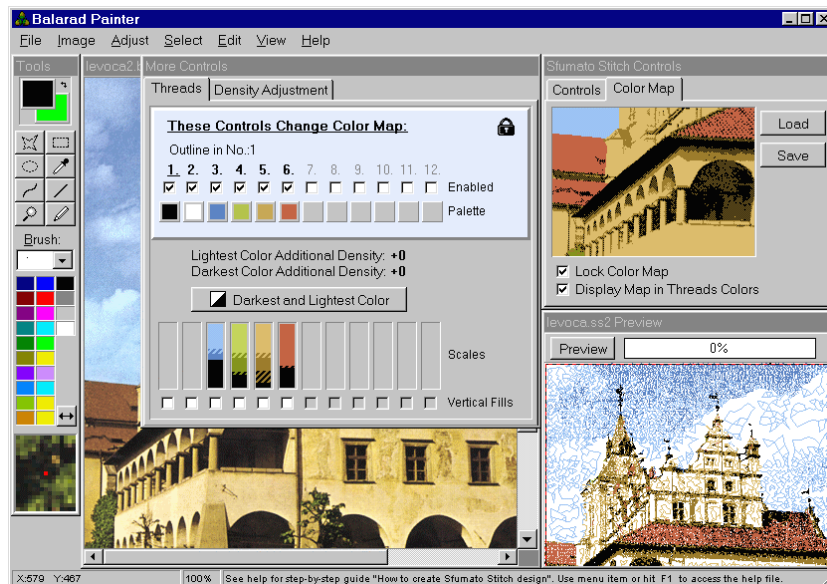 Balarad Painter
File Image Adjust Select Edit View Help
Tools
levoca2.b
More Controls
Sfumato Stitch Controls
Threads Density Adjustment
Controls Color Map
These Controls Change Color Map:
Outline in No.:1
1. 2. 3. 4. 5. 6. 7. 8. 9. 10. 11. 12.
Enabled
Palette
Load
Save
Brush:
Lightest Color Additional Density: +0
Darkest Color Additional Density: +0
Darkest and Lightest Color
Lock Color Map
Display Map in Threads Colors
levoca.ss2 Preview
Preview 0%
Scales
Vertical Fills
X:579 Y:467 100% See help for step-by-step guide "How to create Sfumato Stitch design". Use menu item or hit F1 to access the help file.